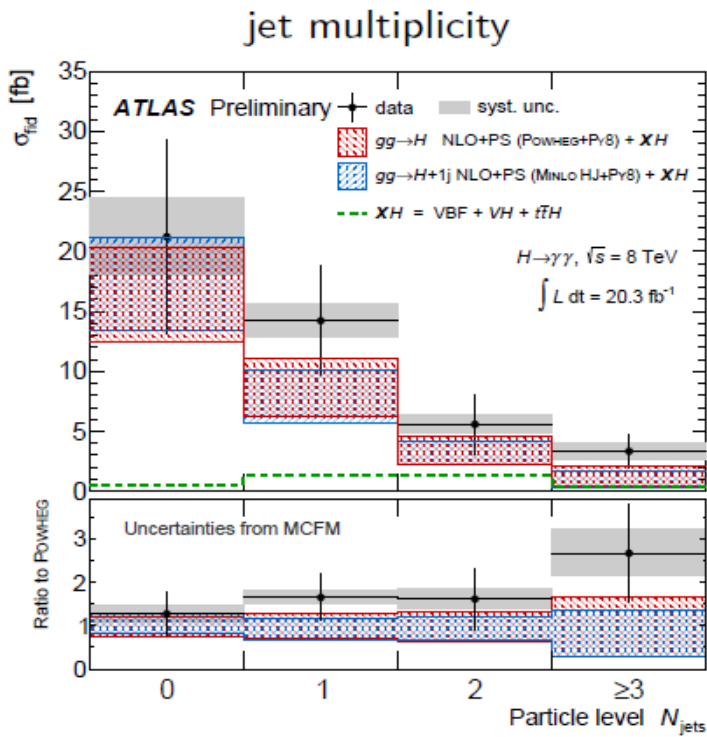 jet multiplicity
σfid [fb]
35
30
25
20
15
10
5
0
ATLAS Preliminary
data
syst. unc.
gg→H NLO+PS (POWHEG+PY8) + XH
gg→H+1j NLO+PS (MINLO HJ+PY8) + XH
XH = VBF + VH + tt̄H
H→γγ, √s = 8 TeV
∫ L dt = 20.3 fb⁻¹
Ratio to POWHEG
Uncertainties from MCFM
3
2
1
0
0 1 2 ≥3
Particle level Njets